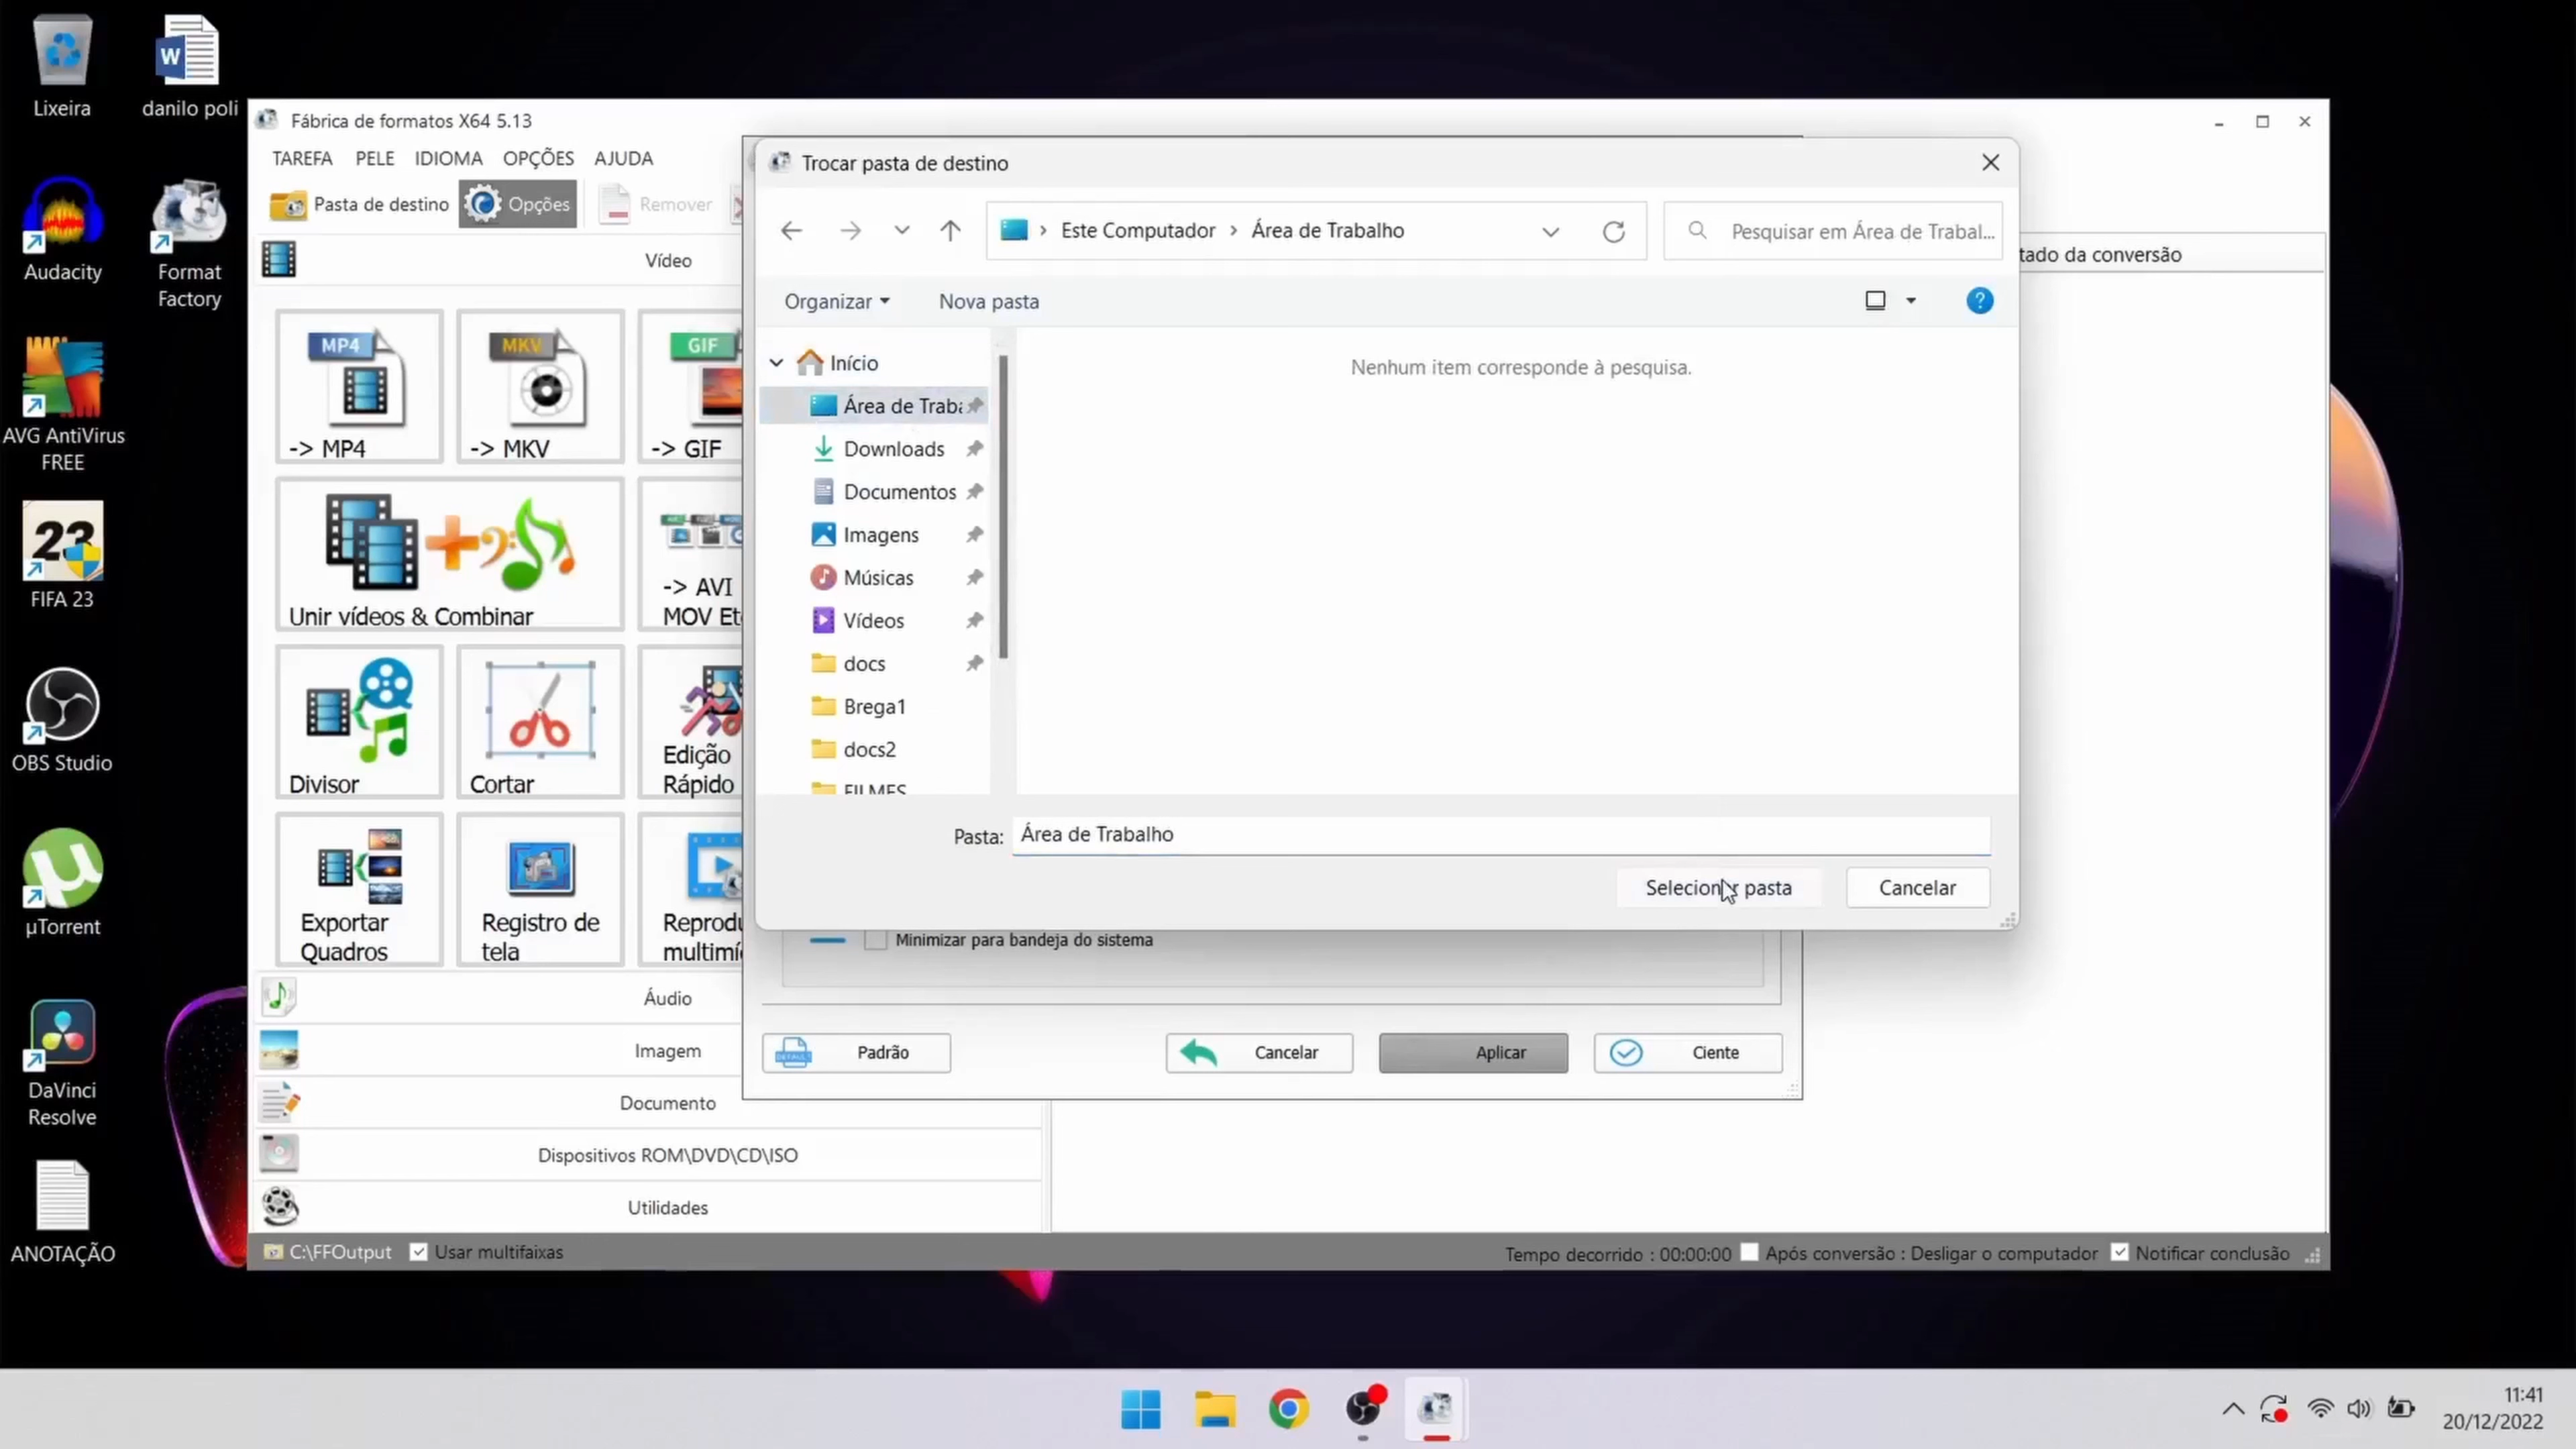 Lixeira
danilo poli
Audacity
Format
Factory
AVG AntiVirus
FREE
23
FIFA 23
OBS Studio
µTorrent
DaVinci
Resolve
ANOTAÇÃO
Fábrica de formatos X64 5.13
TAREFA PELE IDIOMA OPÇÕES AJUDA
Pasta de destino
Opções
Remover
Vídeo
MP4
-> MP4
MKV
-> MKV
GIF
-> GIF
Unir vídeos & Combinar
-> AVI
MOV Et
Divisor
Cortar
Edição
Rápido
Exportar
Quadros
Registro de
tela
Reprodu
multimí
Áudio
Imagem
Documento
Dispositivos ROM\DVD\CD\ISO
Utilidades
C:\FFOutput
Usar multifaixas
Tempo decorrido : 00:00:00
Após conversão : Desligar o computador
Notificar conclusão
tado da conversão
Trocar pasta de destino
Este Computador > Área de Trabalho
Pesquisar em Área de Trabal...
Organizar
Nova pasta
Início
Área de Traba
Downloads
Documentos
Imagens
Músicas
Vídeos
docs
Brega1
docs2
FILMES
Nenhum item corresponde à pesquisa.
Pasta: Área de Trabalho
Selecionar pasta
Cancelar
Minimizar para bandeja do sistema
DEFAULT
Padrão
Cancelar
Aplicar
Ciente
11:41
20/12/2022